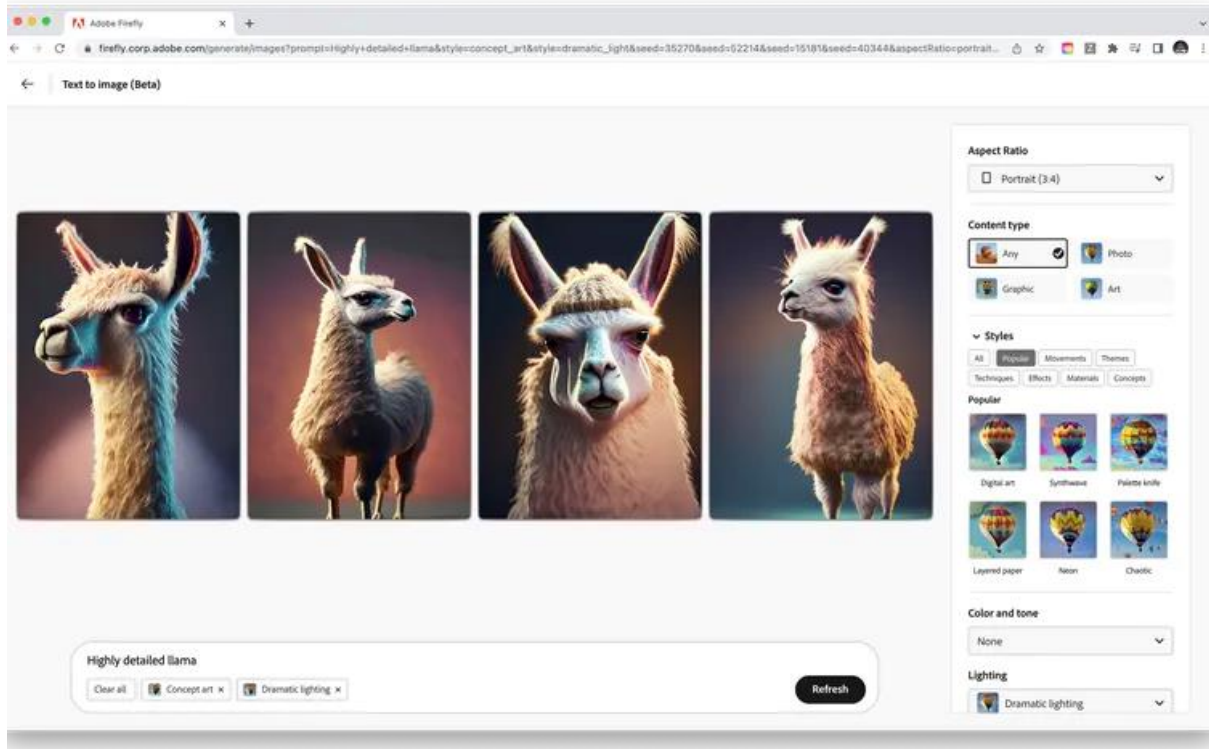 Adobe Firefly
firefly.corp.adobe.com/generate/images?prompt=Highly+detailed+llama&style=concept_art&style=dramatic_light&seed=35270&seed=52214&seed=15181&seed=40344&aspectRatio=portrait...
Text to image (Beta)
Aspect Ratio
Portrait (3:4)
Content type
Any
Photo
Graphic
Art
Styles
All Popular Movements Themes
Techniques Effects Materials Concepts
Popular
Digital art Synthwave Palette knife
Layered paper Neon Chaotic
Color and tone
None
Lighting
Dramatic lighting
Highly detailed llama
Clear all Concept art × Dramatic lighting ×
Refresh